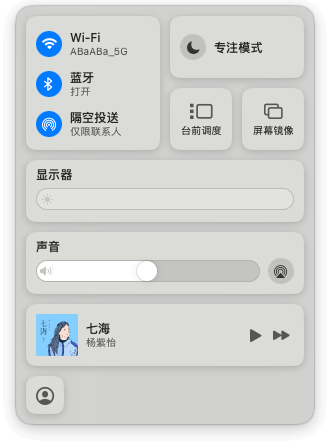 Wi-Fi
ABaABa_5G
蓝牙
打开
隔空投送
仅限联系人
专注模式
台前调度
屏幕镜像
显示器
声音
七海
七海
杨紫怡